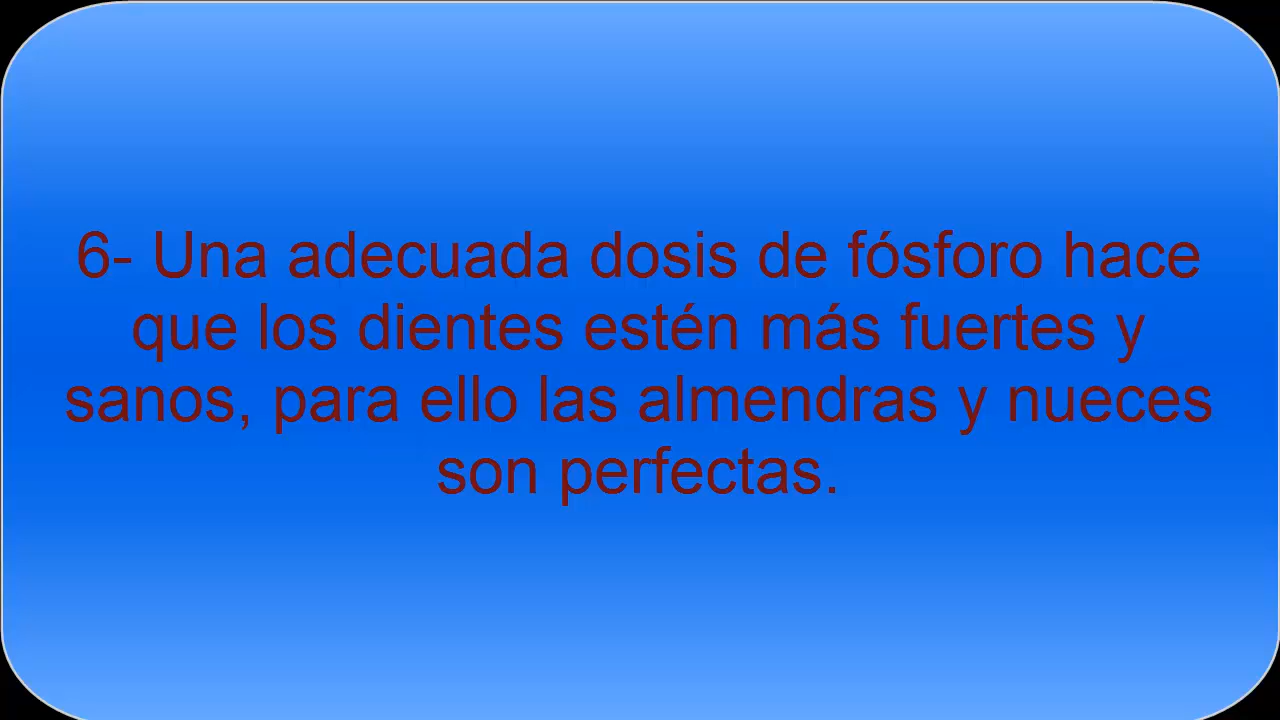 6- Una adecuada dosis de fósforo hace
que los dientes estén más fuertes y
sanos, para ello las almendras y nueces
son perfectas.